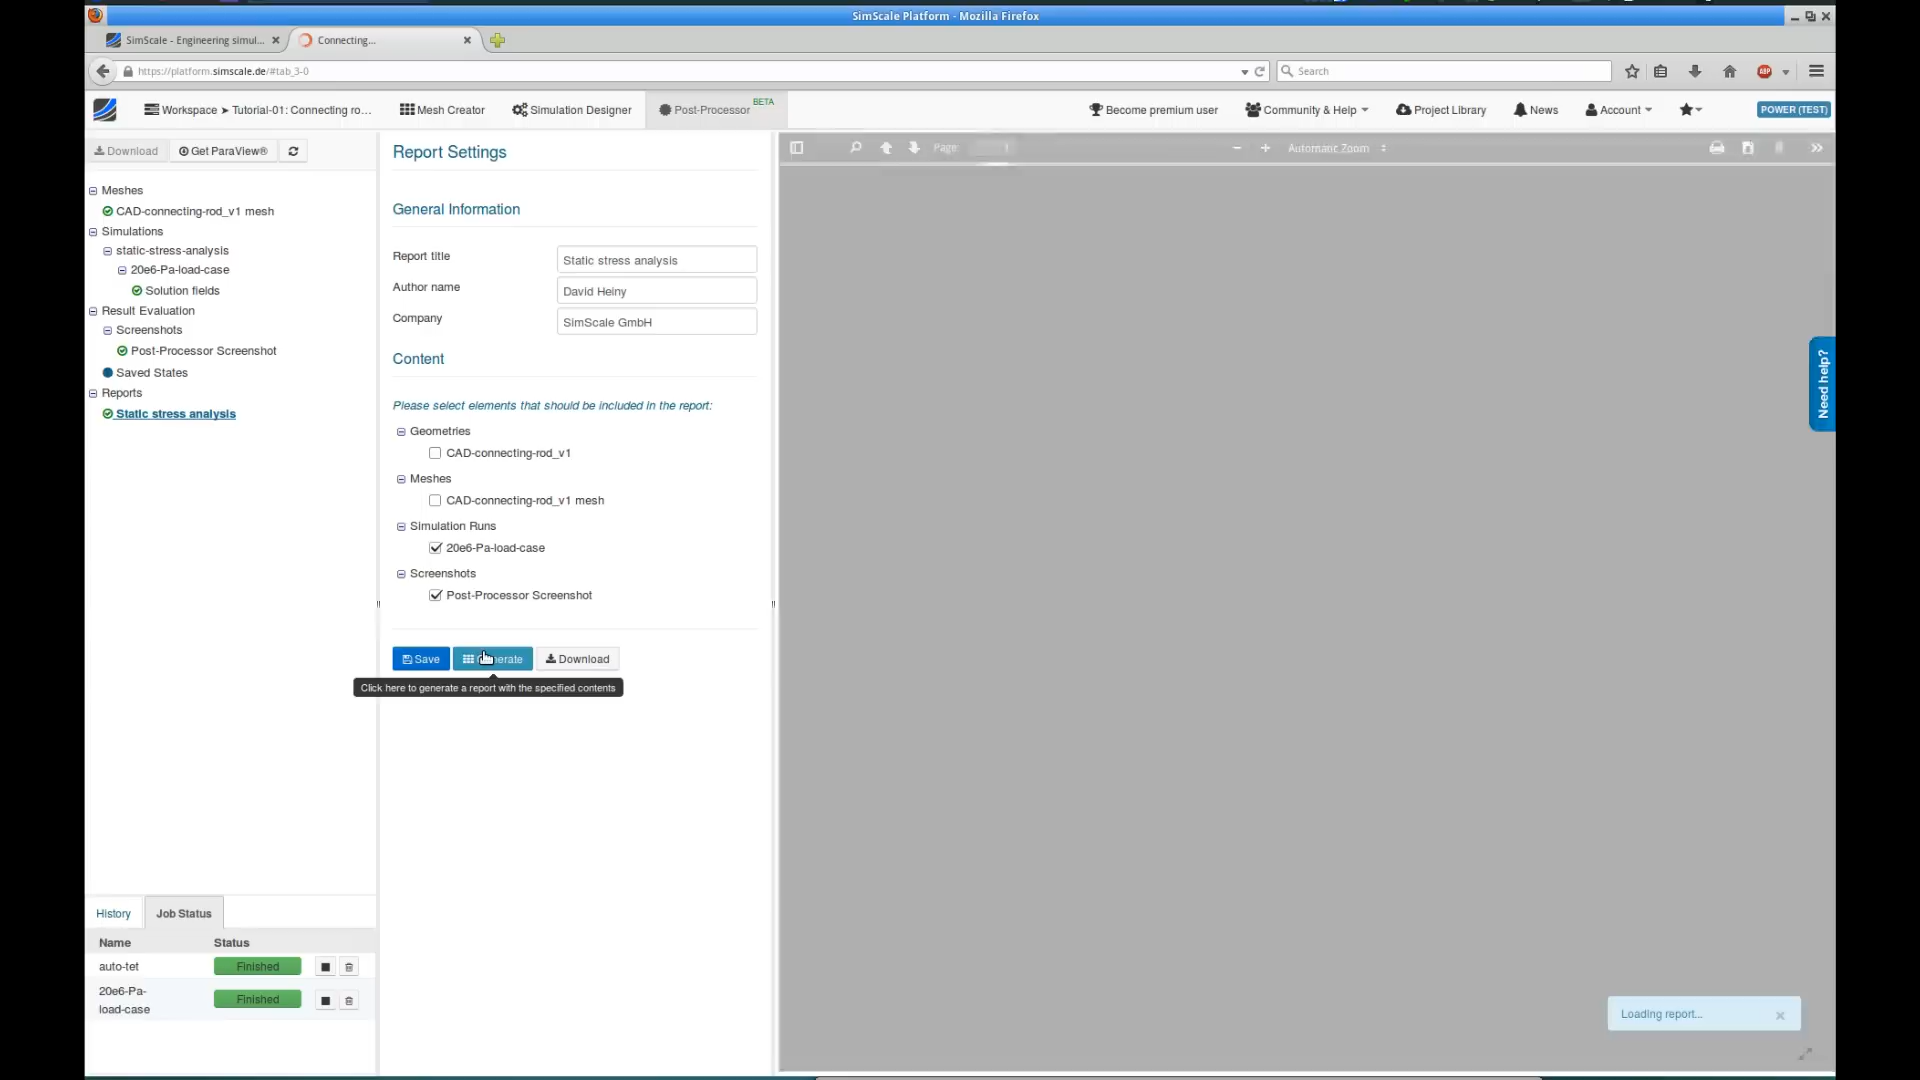 SimScale Platform - Mozilla Firefox
SimScale - Engineering simul...
Connecting...
https://platform.simscale.de/#tab_3-0
Search
ABP
Workspace ➤ Tutorial-01: Connecting ro...
Mesh Creator
Simulation Designer
Post-Processor BETA
Become premium user
Community & Help
Project Library
News
Account
POWER (TEST)
Download
Get ParaView®
Meshes
CAD-connecting-rod_v1 mesh
Simulations
static-stress-analysis
20e6-Pa-load-case
Solution fields
Result Evaluation
Screenshots
Post-Processor Screenshot
Saved States
Reports
Static stress analysis
Report Settings
General Information
Report title
Static stress analysis
Author name
David Heiny
Company
SimScale GmbH
Content
Please select elements that should be included in the report:
Geometries
CAD-connecting-rod_v1
Meshes
CAD-connecting-rod_v1 mesh
Simulation Runs
20e6-Pa-load-case
Screenshots
Post-Processor Screenshot
Save
Download
Click here to generate a report with the specified contents
Page:
1
Automatic Zoom
Need help?
History
Job Status
Name
Status
auto-tet
Finished
20e6-Pa-
load-case
Finished
Loading report...